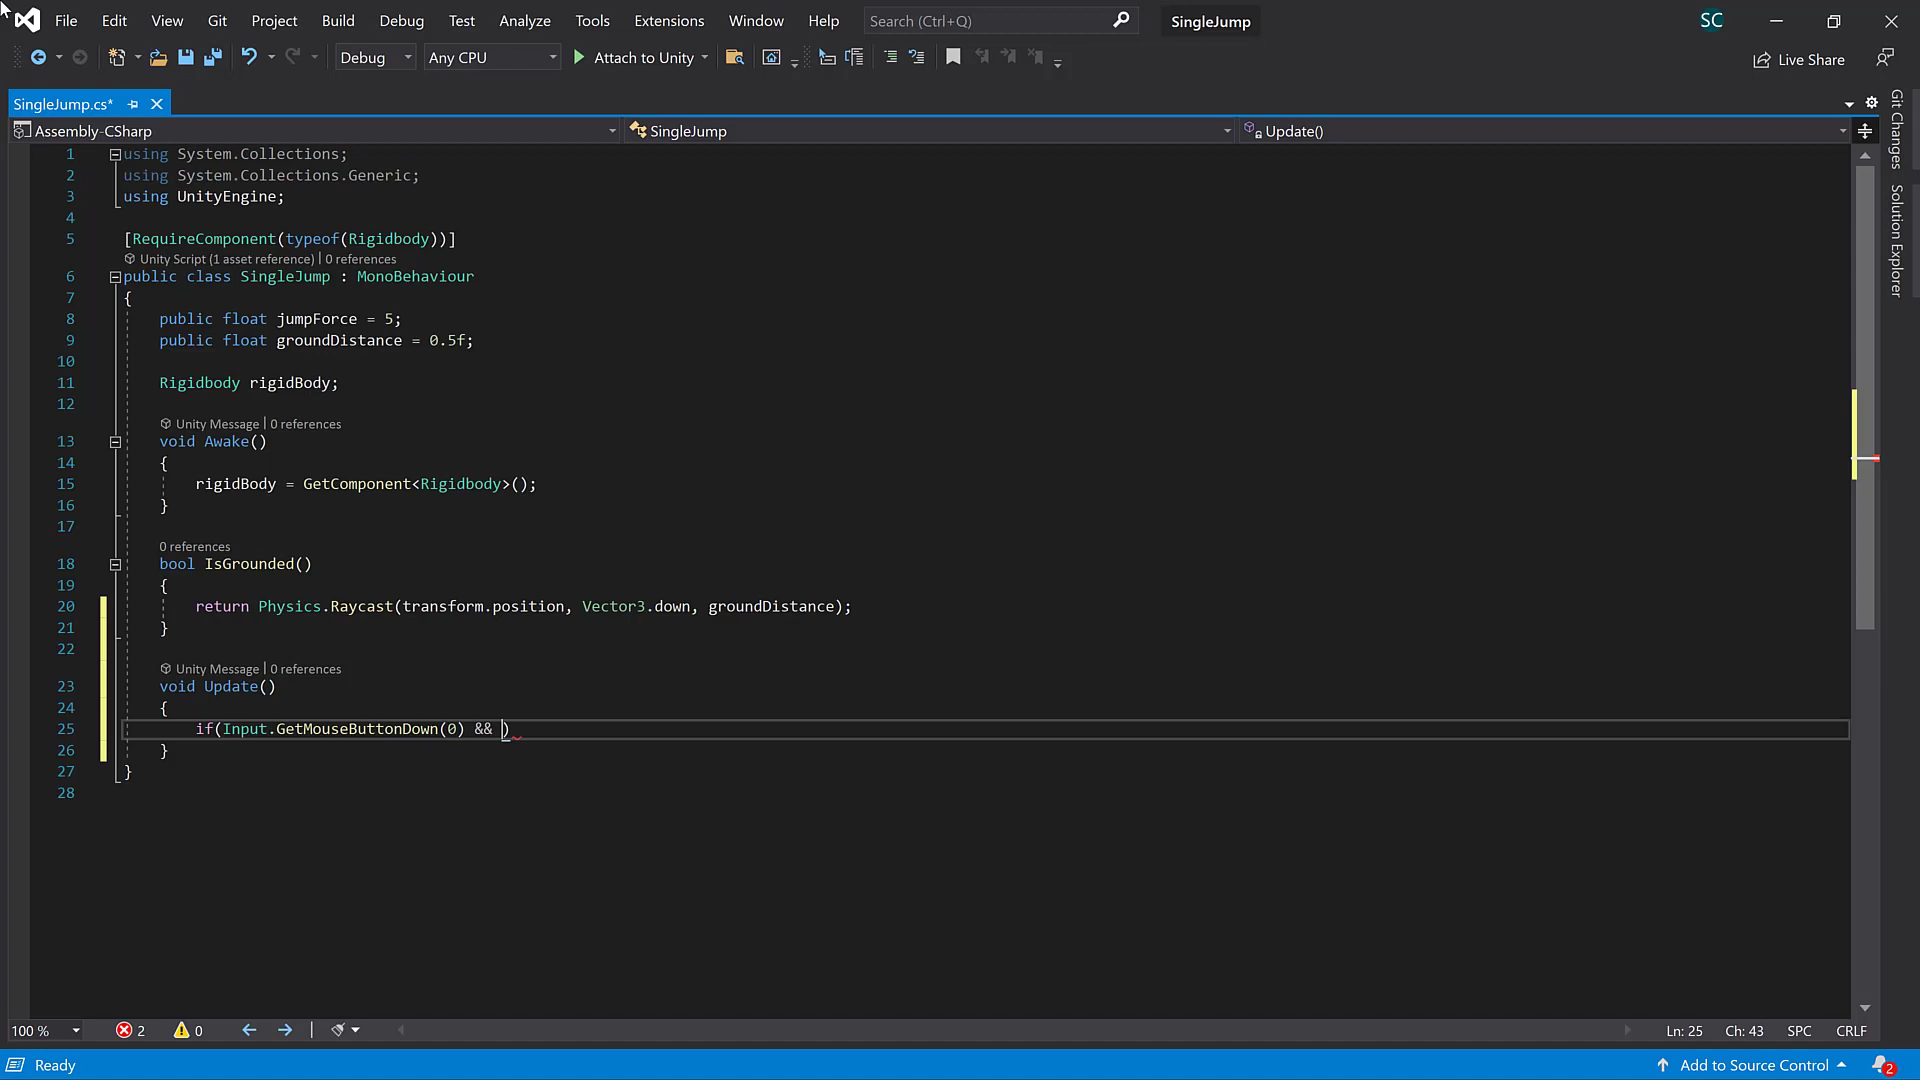 File Edit View Git Project Build Debug Test Analyze Tools Extensions Window Help Search (Ctrl+Q) SingleJump SC
Debug Any CPU Attach to Unity Live Share
SingleJump.cs*
Assembly-CSharp SingleJump Update()
1 using System.Collections;
2 using System.Collections.Generic;
3 using UnityEngine;
4
5 [RequireComponent(typeof(Rigidbody))]
Unity Script (1 asset reference) | 0 references
6 public class SingleJump : MonoBehaviour
7 {
8 public float jumpForce = 5;
9 public float groundDistance = 0.5f;
10
11 Rigidbody rigidBody;
12
Unity Message | 0 references
13 void Awake()
14 {
15 rigidBody = GetComponent<Rigidbody>();
16 }
17
0 references
18 bool IsGrounded()
19 {
20 return Physics.Raycast(transform.position, Vector3.down, groundDistance);
21 }
22
Unity Message | 0 references
23 void Update()
24 {
25 if(Input.GetMouseButtonDown(0) && )
26 }
27 }
28
Git Changes
Solution Explorer
100 % 2 0 Ln: 25 Ch: 43 SPC CRLF
Ready Add to Source Control 2